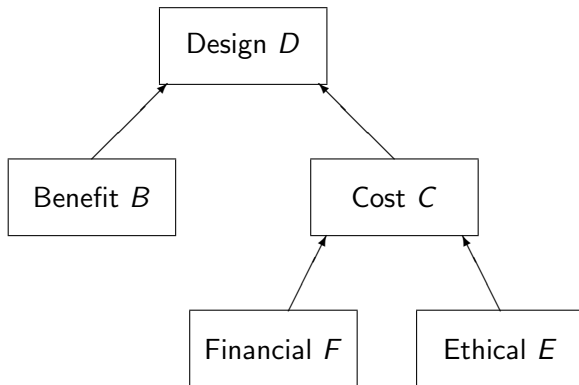 Design D
Benefit B
Cost C
Financial F
Ethical E